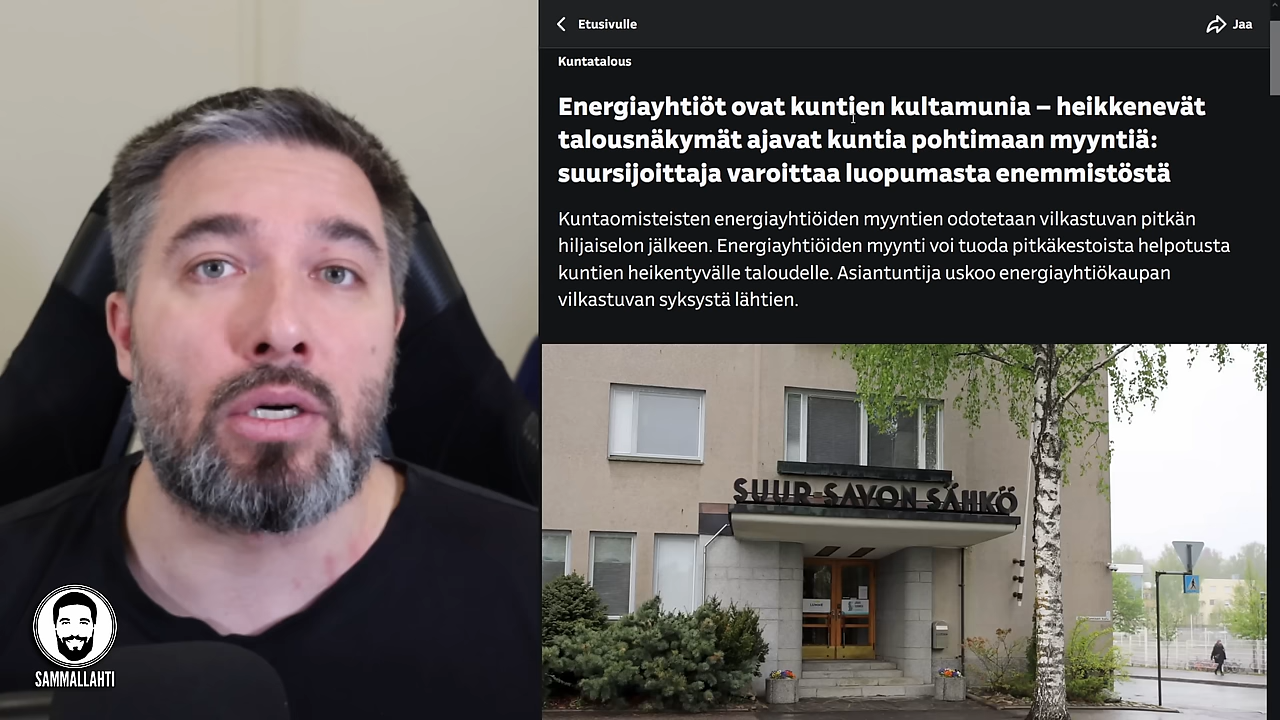 Etusivulle
Jaa
Kuntatalous
Energiayhtiöt ovat kuntien kultamunia – heikkenevät
talousnäkymät ajavat kuntia pohtimaan myyntiä:
suursijoittaja varoittaa luopumasta enemmistöstä
Kuntaomisteisten energiayhtiöiden myyntien odotetaan vilkastuvan pitkän
hiljaiselon jälkeen. Energiayhtiöiden myynti voi tuoda pitkäkestoista helpotusta
kuntien heikentyvälle taloudelle. Asiantuntija uskoo energiayhtiökaupan
vilkastuvan syksystä lähtien.
SUUR-SAVON SÄHKÖ
SAMMALLAHTI